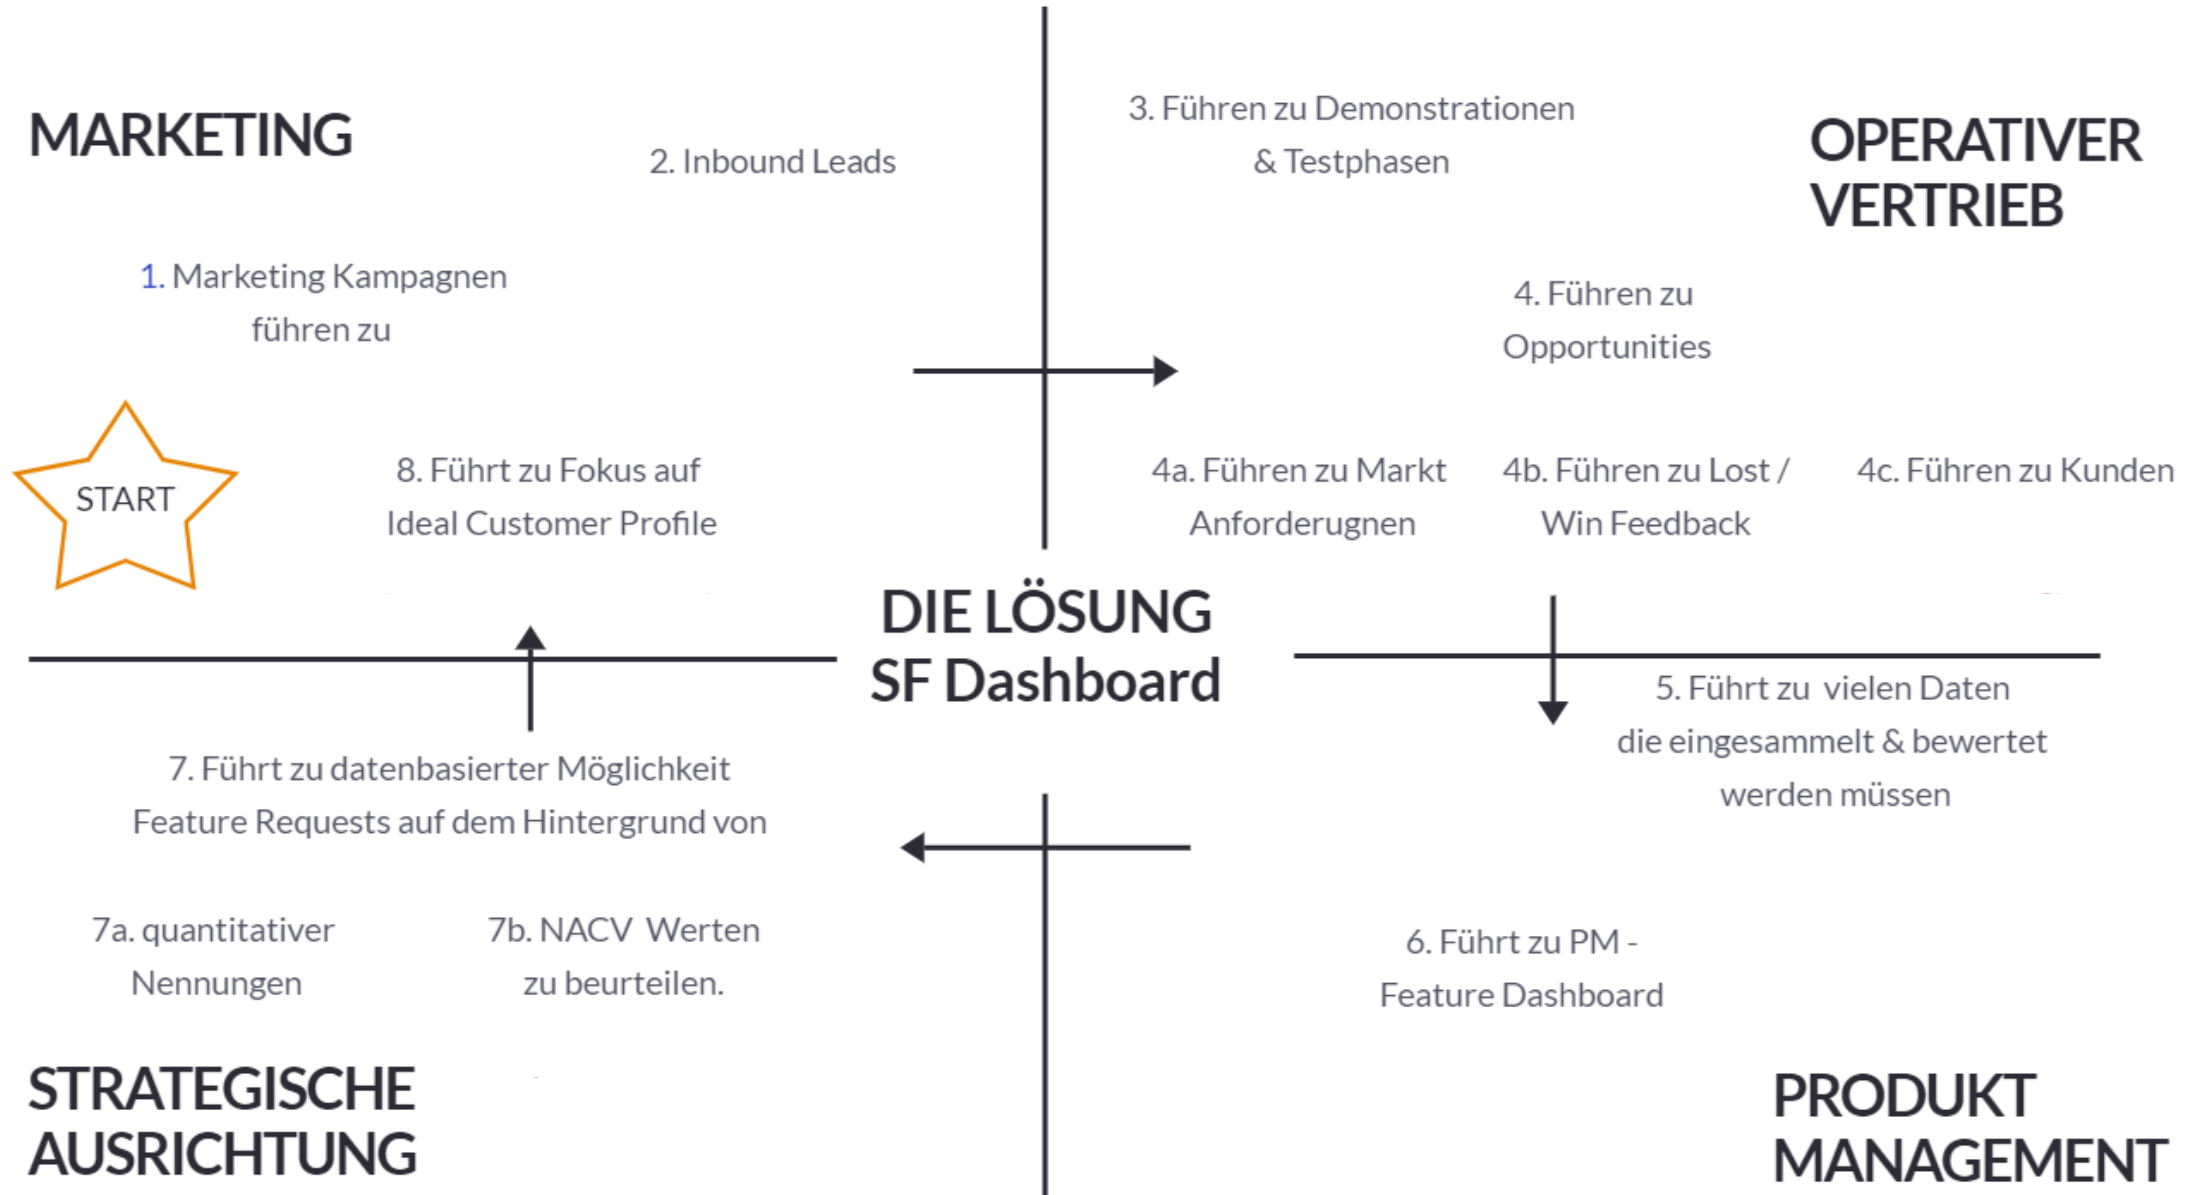 MARKETING
2. Inbound Leads
1. Marketing Kampagnen
führen zu
START
8. Führt zu Fokus auf
Ideal Customer Profile
3. Führen zu Demonstrationen
& Testphasen
OPERATIVER
VERTRIEB
4. Führen zu
Opportunities
4a. Führen zu Markt
Anforderugnen
4b. Führen zu Lost /
Win Feedback
4c. Führen zu Kunden
DIE LÖSUNG
SF Dashboard
5. Führt zu vielen Daten
die eingesammelt & bewertet
werden müssen
6. Führt zu PM -
Feature Dashboard
PRODUKT
MANAGEMENT
7. Führt zu datenbasierter Möglichkeit
Feature Requests auf dem Hintergrund von
7a. quantitativer
Nennungen
7b. NACV Werten
zu beurteilen.
STRATEGISCHE
AUSRICHTUNG